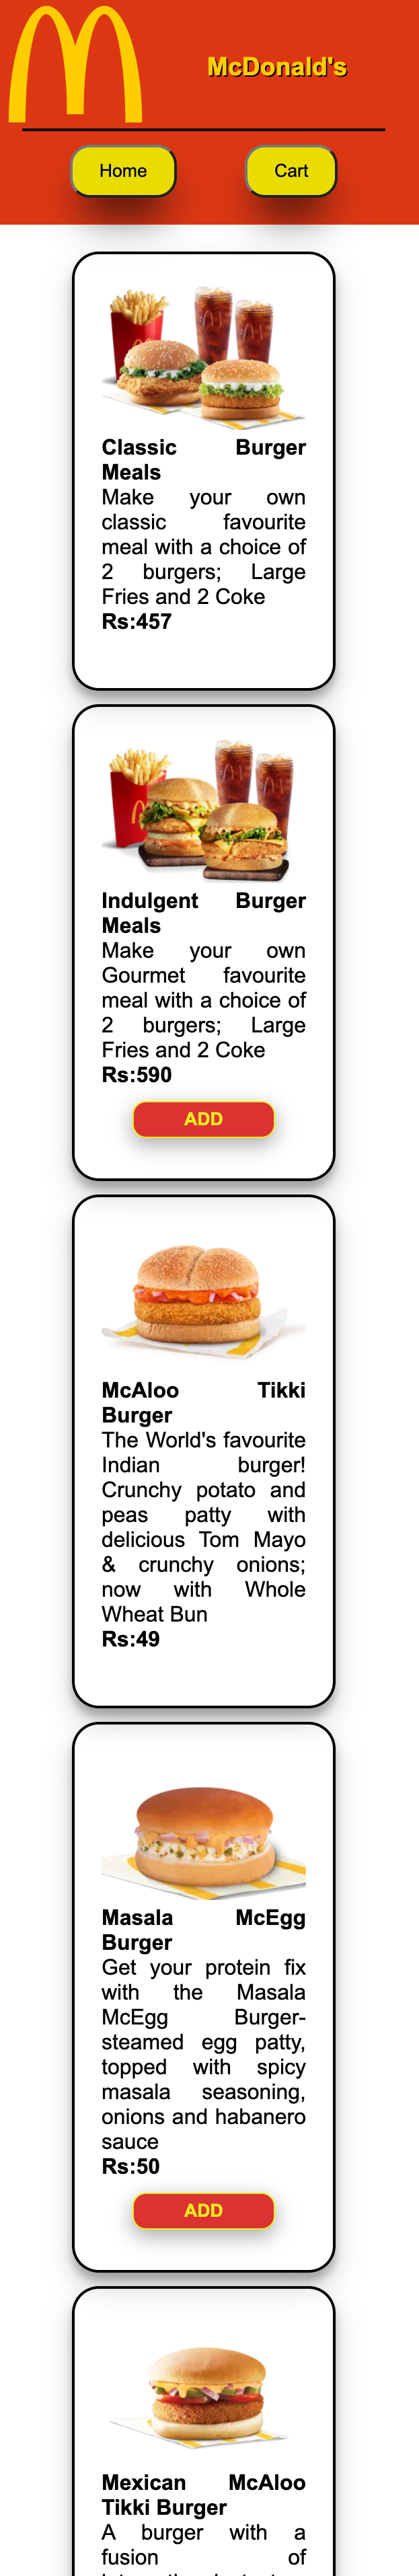 McDonald's
Home
Cart
Classic Burger
Meals
Make your own
classic favourite
meal with a choice of
2 burgers; Large
Fries and 2 Coke
Rs:457
Indulgent Burger
Meals
Make your own
Gourmet favourite
meal with a choice of
2 burgers; Large
Fries and 2 Coke
Rs:590
ADD
McAloo Tikki
Burger
The World's favourite
Indian burger!
Crunchy potato and
peas patty with
delicious Tom Mayo
& crunchy onions;
now with Whole
Wheat Bun
Rs:49
Masala McEgg
Burger
Get your protein fix
with the Masala
McEgg Burger-
steamed egg patty,
topped with spicy
masala seasoning,
onions and habanero
sauce
Rs:50
ADD
Mexican McAloo
Tikki Burger
A burger with a
fusion of